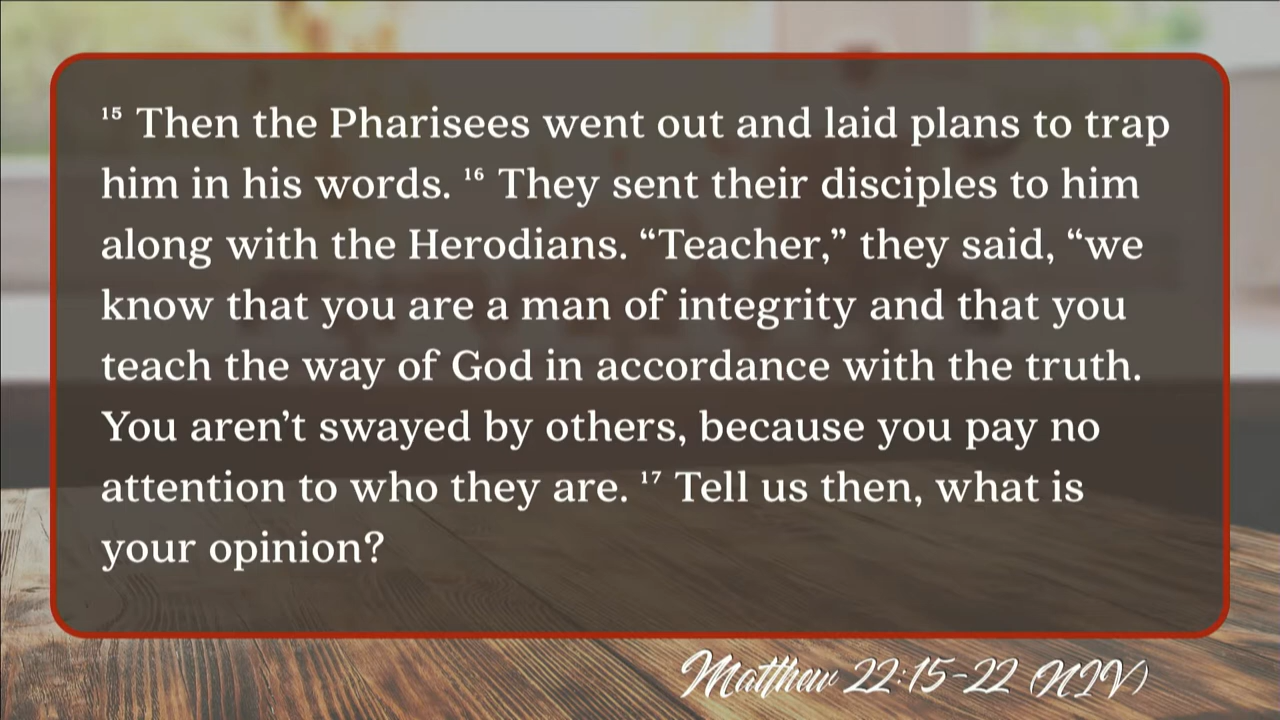 ¹⁵ Then the Pharisees went out and laid plans to trap
him in his words. ¹⁶ They sent their disciples to him
along with the Herodians. “Teacher,” they said, “we
know that you are a man of integrity and that you
teach the way of God in accordance with the truth.
You aren’t swayed by others, because you pay no
attention to who they are. ¹⁷ Tell us then, what is
your opinion?
Matthew 22:15-22 (NIV)